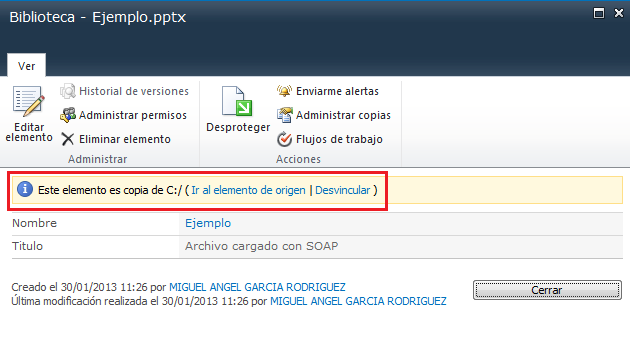 Biblioteca - Ejemplo.pptx
Ver
Editar elemento
Historial de versiones
Administrar permisos
Eliminar elemento
Administrar
Desproteger
Enviarme alertas
Administrar copias
Flujos de trabajo
Acciones
Este elemento es copia de C:/ ( Ir al elemento de origen | Desvincular )
Nombre Ejemplo
Titulo Archivo cargado con SOAP
Creado el 30/01/2013 11:26 por MIGUEL ANGEL GARCIA RODRIGUEZ
Última modificación realizada el 30/01/2013 11:26 por MIGUEL ANGEL GARCIA RODRIGUEZ
Cerrar